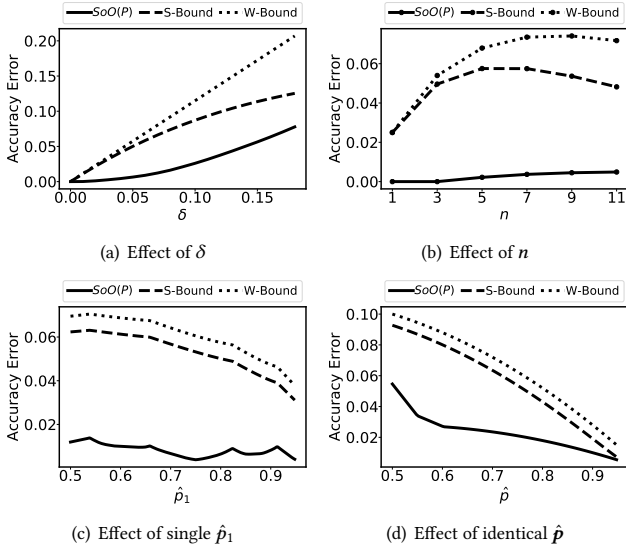 SoO(P) S-Bound W-Bound
0.20
0.15
0.10
0.05
0.00
Accuracy Error
0.00 0.05 0.10 0.15
δ
(a) Effect of δ
SoO(P) S-Bound W-Bound
0.06
0.04
0.02
0.00
Accuracy Error
1 3 5 7 9 11
n
(b) Effect of n
SoO(P) S-Bound W-Bound
0.06
0.04
0.02
Accuracy Error
0.5 0.6 0.7 0.8 0.9
p̂₁
(c) Effect of single p̂₁
SoO(P) S-Bound W-Bound
0.10
0.08
0.06
0.04
0.02
Accuracy Error
0.5 0.6 0.7 0.8 0.9
p̂
(d) Effect of identical p̂